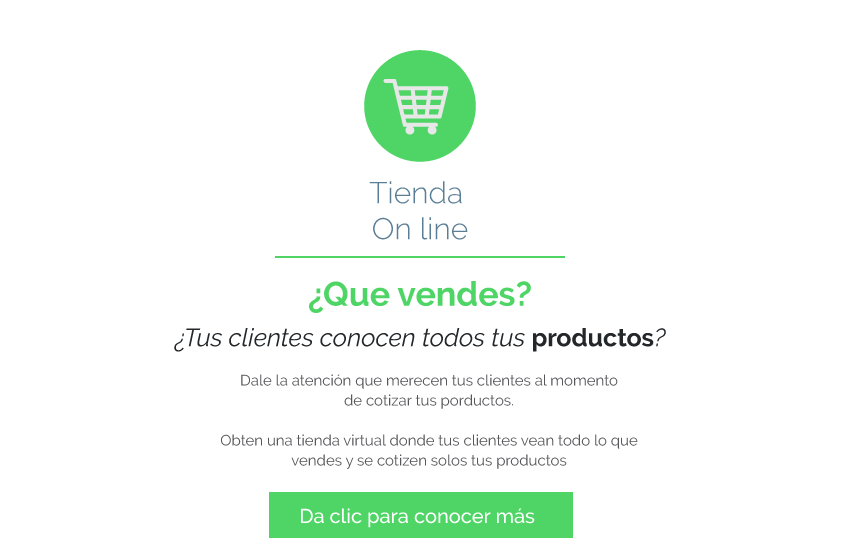 Tienda
On line
¿Que vendes?
¿Tus clientes conocen todos tus productos?
Dale la atención que merecen tus clientes al momento
de cotizar tus porductos.
Obten una tienda virtual donde tus clientes vean todo lo que
vendes y se cotizen solos tus productos
Da clic para conocer más